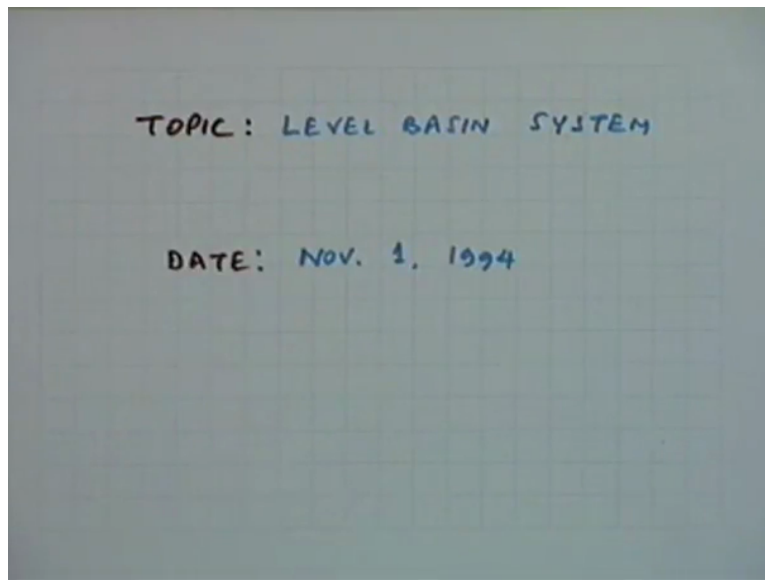 TOPIC: LEVEL BASIN SYSTEM
DATE: NOV. 1, 1994